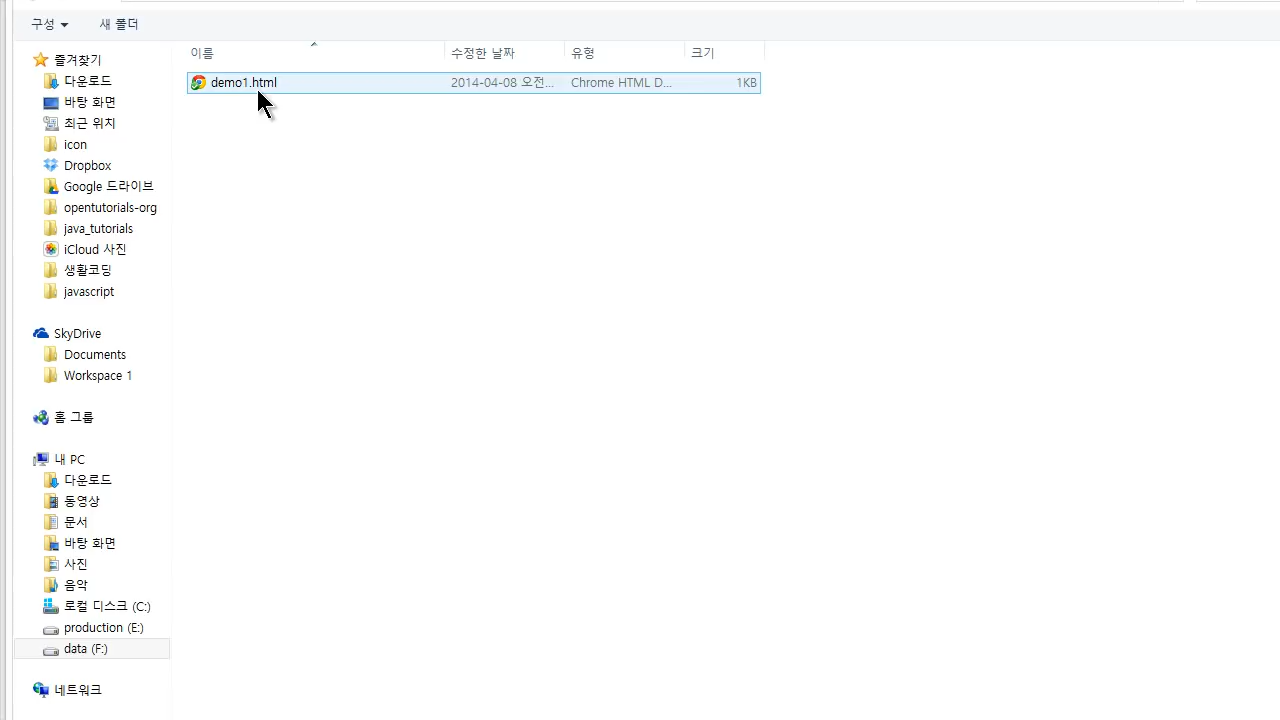 구성 새 폴더
이름 수정한 날짜 유형 크기
demo1.html 2014-04-08 오전... Chrome HTML D... 1KB
즐겨찾기
다운로드
바탕 화면
최근 위치
icon
Dropbox
Google 드라이브
opentutorials-org
java_tutorials
iCloud 사진
생활코딩
javascript
SkyDrive
Documents
Workspace 1
홈 그룹
내 PC
다운로드
동영상
문서
바탕 화면
사진
음악
로컬 디스크 (C:)
production (E:)
data (F:)
네트워크